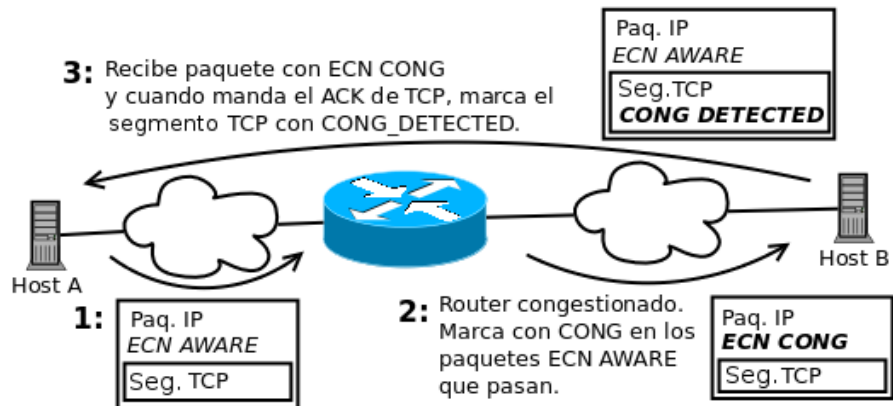 3: Recibe paquete con ECN CONG
y cuando manda el ACK de TCP, marca el
segmento TCP con CONG_DETECTED.
Paq. IP
ECN AWARE
Seg.TCP
CONG DETECTED
Host A
Host B
1:
Paq. IP
ECN AWARE
Seg. TCP
2: Router congestionado.
Marca con CONG en los
paquetes ECN AWARE
que pasan.
Paq. IP
ECN CONG
Seg.TCP